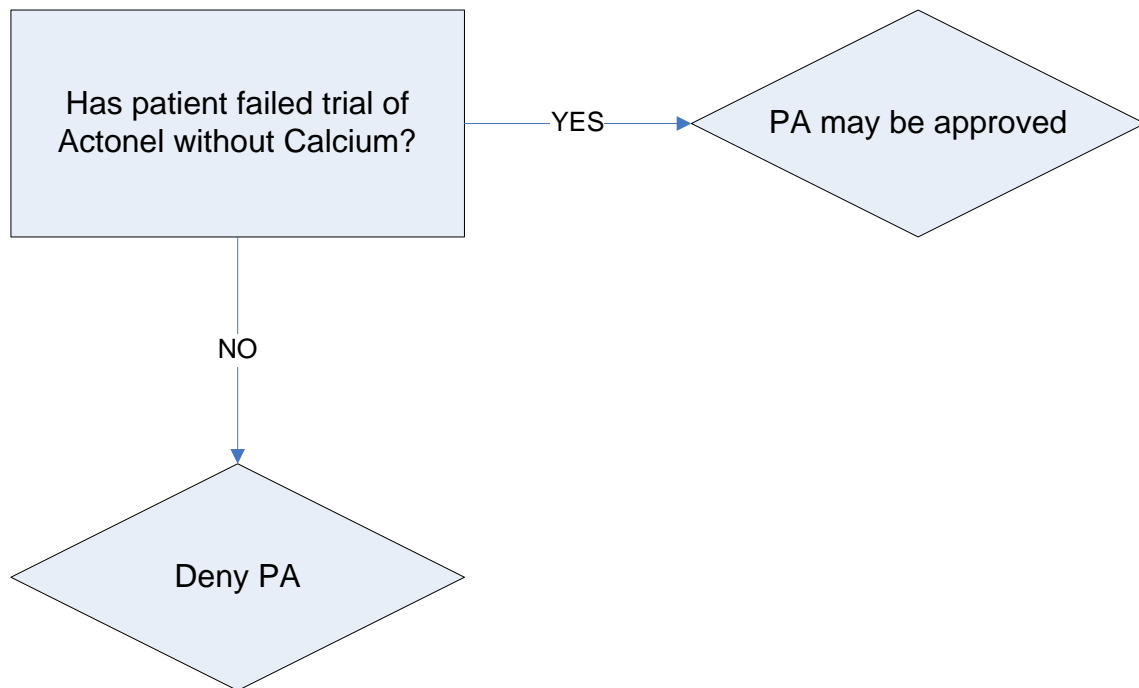 Has patient failed trial of
Actonel without Calcium?
YES
PA may be approved
NO
Deny PA